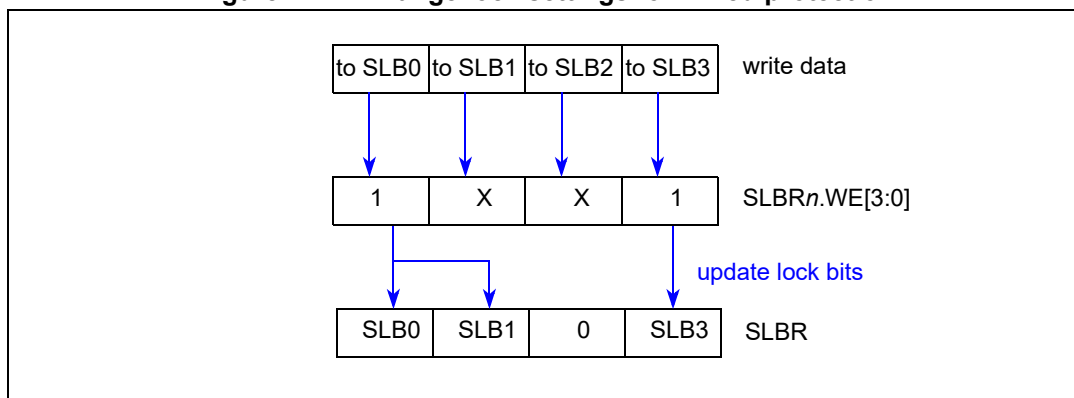 to SLB0 to SLB1 to SLB2 to SLB3 write data
1 X X 1 SLBRn.WE[3:0]
update lock bits
SLB0 SLB1 0 SLB3 SLBR